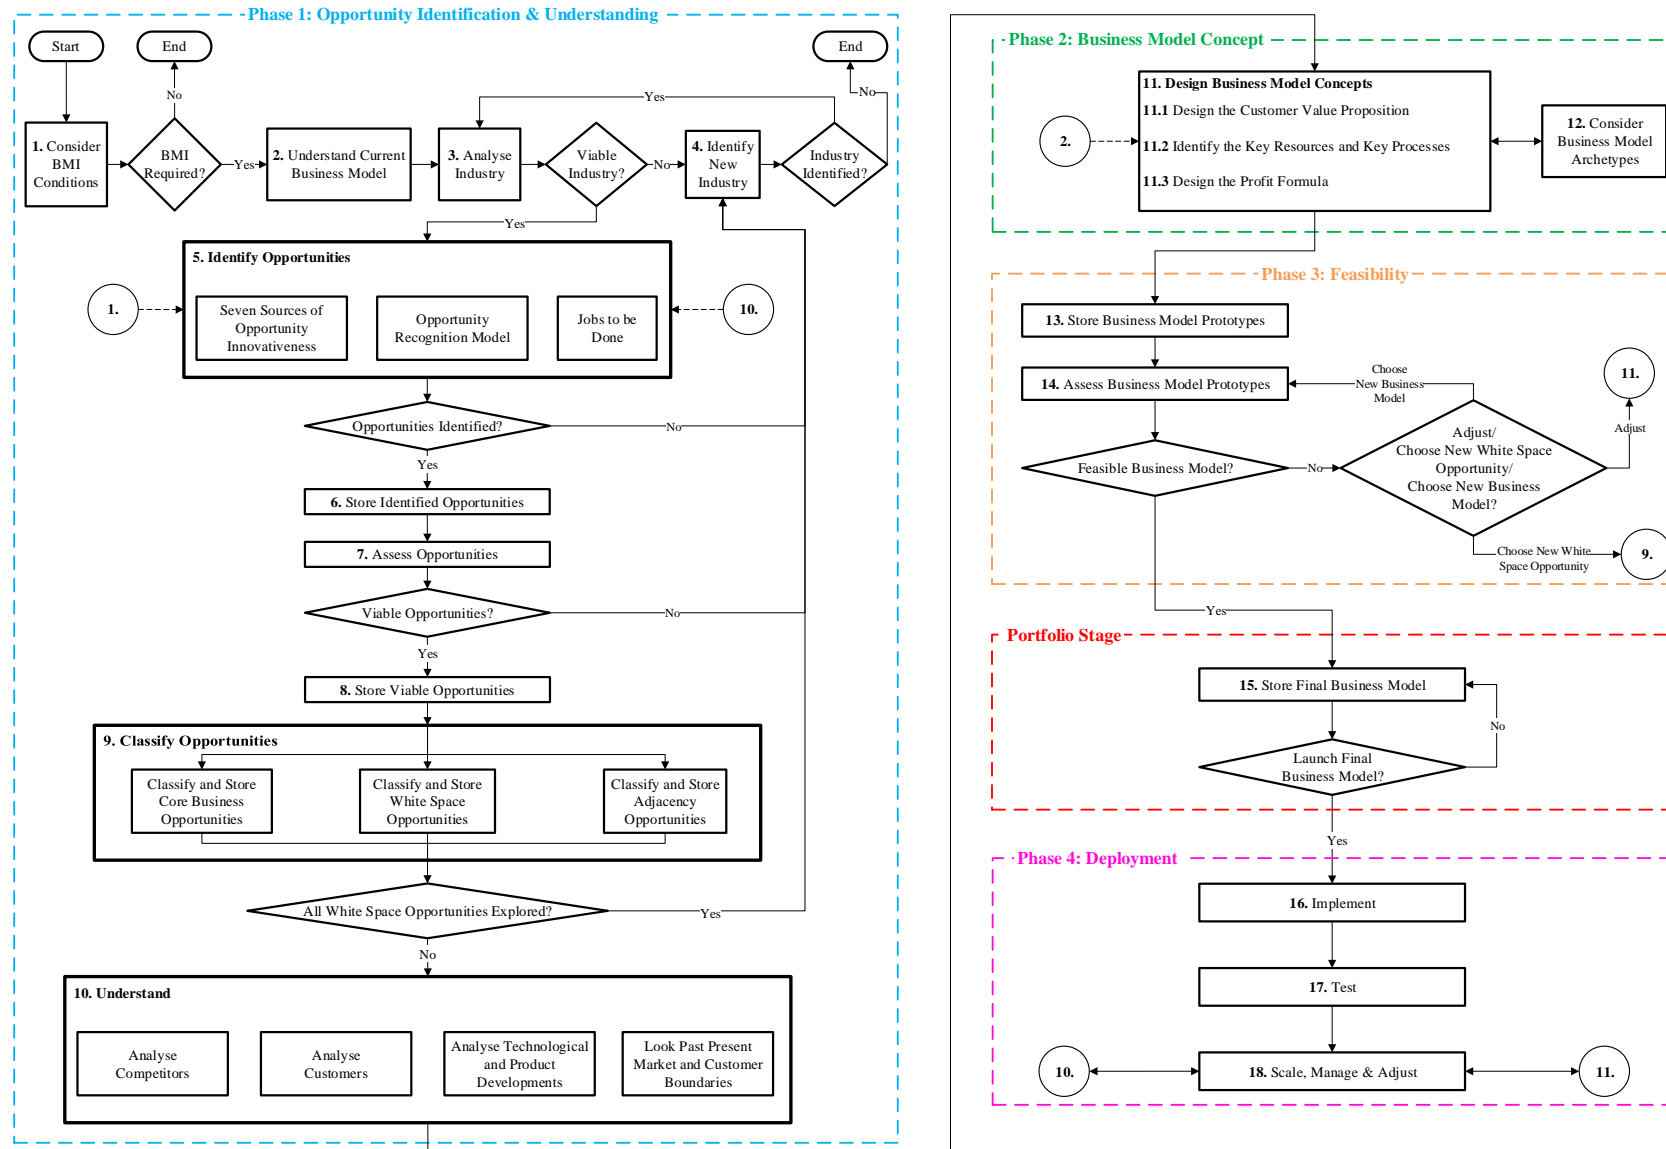 Phase 1: Opportunity Identification & Understanding
Start
End
End
No
No
Yes
1. Consider
BMI
Conditions
BMI
Required?
Yes
2. Understand Current
Business Model
3. Analyse
Industry
Viable
Industry?
No
4. Identify
New
Industry
Industry
Identified?
Yes
5. Identify Opportunities
1.
Seven Sources of
Opportunity
Innovativeness
Opportunity
Recognition Model
Jobs to be
Done
10.
Opportunities Identified?
No
Yes
6. Store Identified Opportunities
7. Assess Opportunities
Viable Opportunities?
No
Yes
8. Store Viable Opportunities
9. Classify Opportunities
Classify and Store
Core Business
Opportunities
Classify and Store
White Space
Opportunities
Classify and Store
Adjacency
Opportunities
All White Space Opportunities Explored?
Yes
No
10. Understand
Analyse
Competitors
Analyse
Customers
Analyse Technological
and Product
Developments
Look Past Present
Market and Customer
Boundaries
Phase 2: Business Model Concept
2.
11. Design Business Model Concepts
11.1 Design the Customer Value Proposition
11.2 Identify the Key Resources and Key Processes
11.3 Design the Profit Formula
12. Consider
Business Model
Archetypes
Phase 3: Feasibility
13. Store Business Model Prototypes
14. Assess Business Model Prototypes
Choose
New Business
Model
11.
Adjust
Feasible Business Model?
No
Adjust/
Choose New White Space
Opportunity/
Choose New Business
Model?
Choose New White
Space Opportunity
9.
Yes
Portfolio Stage
15. Store Final Business Model
No
Launch Final
Business Model?
Yes
Phase 4: Deployment
16. Implement
17. Test
10.
18. Scale, Manage & Adjust
11.